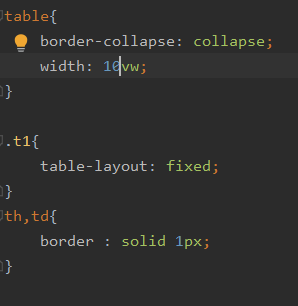 table{
border-collapse: collapse;
width: 10vw;
}
.t1{
table-layout: fixed;
}
th,td{
border : solid 1px;
}